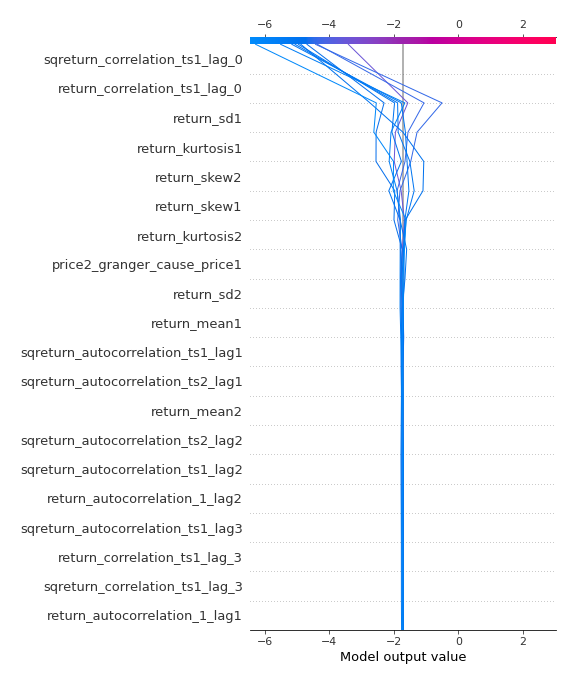 −6 −4 −2 0 2
sqreturn_correlation_ts1_lag_0
return_correlation_ts1_lag_0
return_sd1
return_kurtosis1
return_skew2
return_skew1
return_kurtosis2
price2_granger_cause_price1
return_sd2
return_mean1
sqreturn_autocorrelation_ts1_lag1
sqreturn_autocorrelation_ts2_lag1
return_mean2
sqreturn_autocorrelation_ts2_lag2
sqreturn_autocorrelation_ts1_lag2
return_autocorrelation_1_lag2
sqreturn_autocorrelation_ts1_lag3
return_correlation_ts1_lag_3
sqreturn_correlation_ts1_lag_3
return_autocorrelation_1_lag1
−6 −4 −2 0 2
Model output value